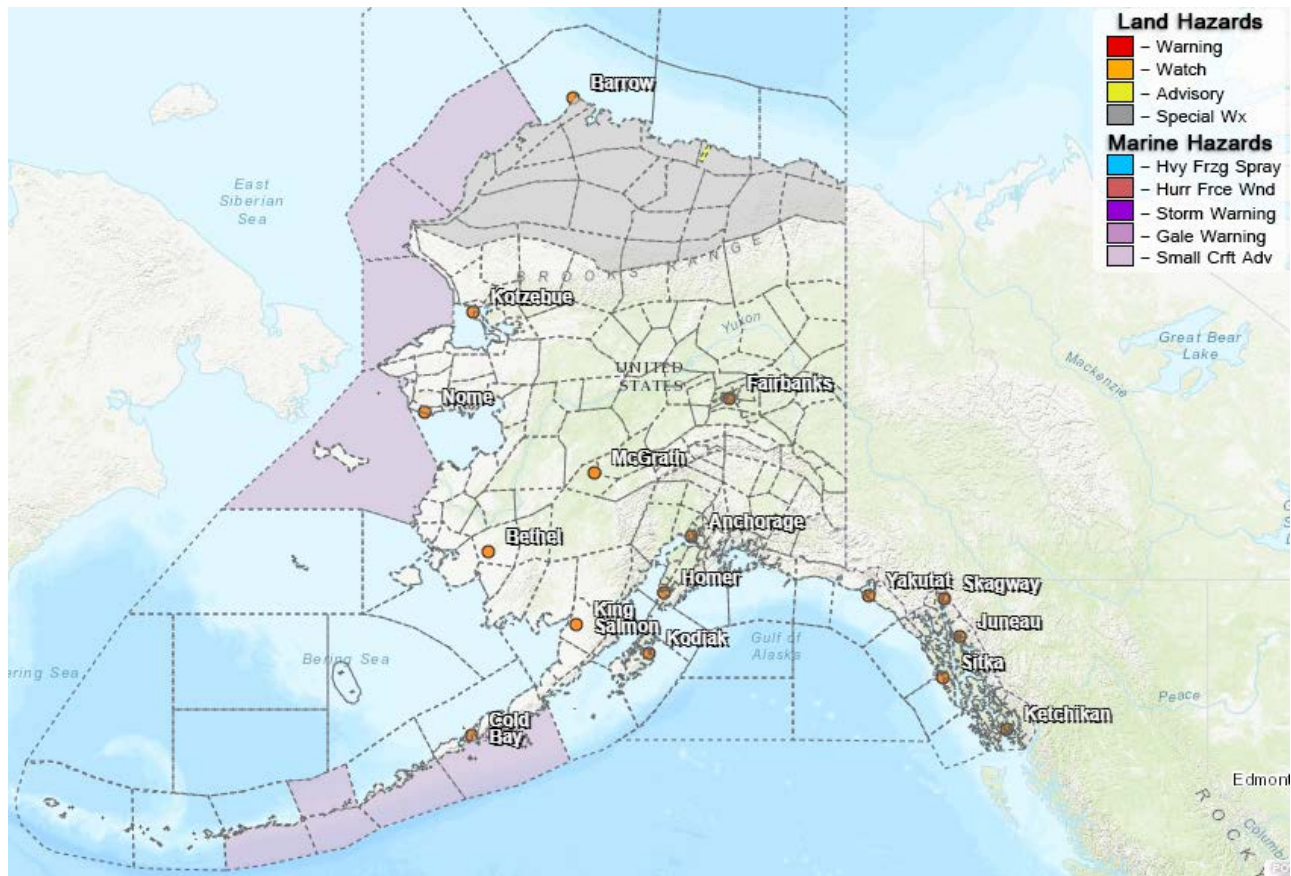 Land Hazards
– Warning
– Watch
– Advisory
– Special Wx
Marine Hazards
– Hvy Frzg Spray
– Hurr Frce Wnd
– Storm Warning
– Gale Warning
– Small Crft Adv
Barrow
East
Siberian
Sea
BROOKS RANGE
Kotzebue
Yukon
Great Bear
Lake
Mackenzie
UNITED
STATES
Fairbanks
Nome
McGrath
Anchorage
Bethel
Homer
Yakutat
Skagway
King
Salmon
Juneau
Kodiak
Gulf of
Alaska
Bering Sea
ering Sea
Sitka
Peace
Ketchikan
Cold
Bay
Edmont
ROCK
Columbi